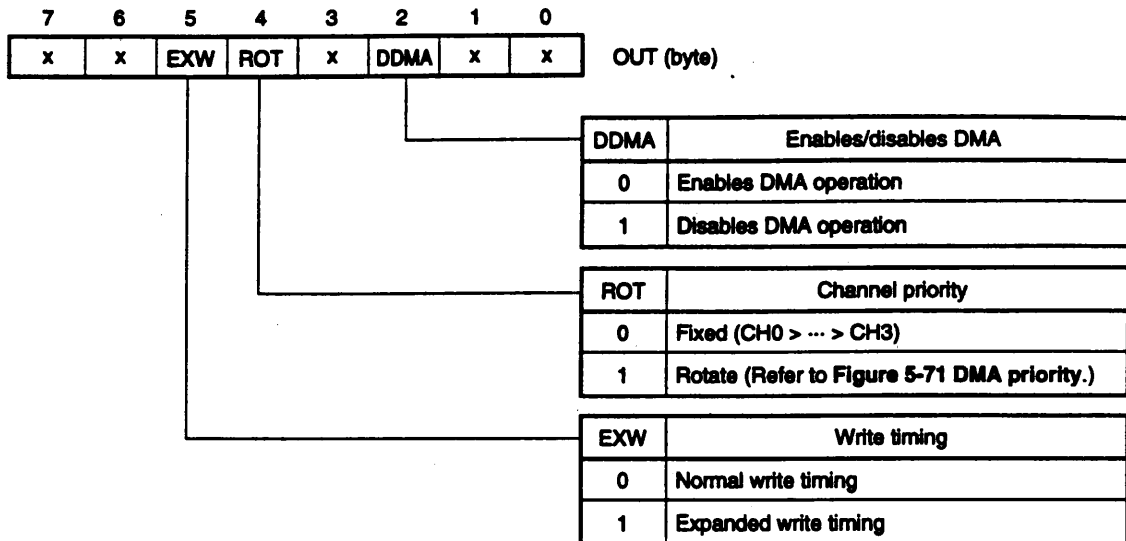 7 6 5 4 3 2 1 0
x x EXW ROT x DDMA x x OUT (byte)
DDMA Enables/disables DMA
0 Enables DMA operation
1 Disables DMA operation
ROT Channel priority
0 Fixed (CH0 > ··· > CH3)
1 Rotate (Refer to Figure 5-71 DMA priority.)
EXW Write timing
0 Normal write timing
1 Expanded write timing